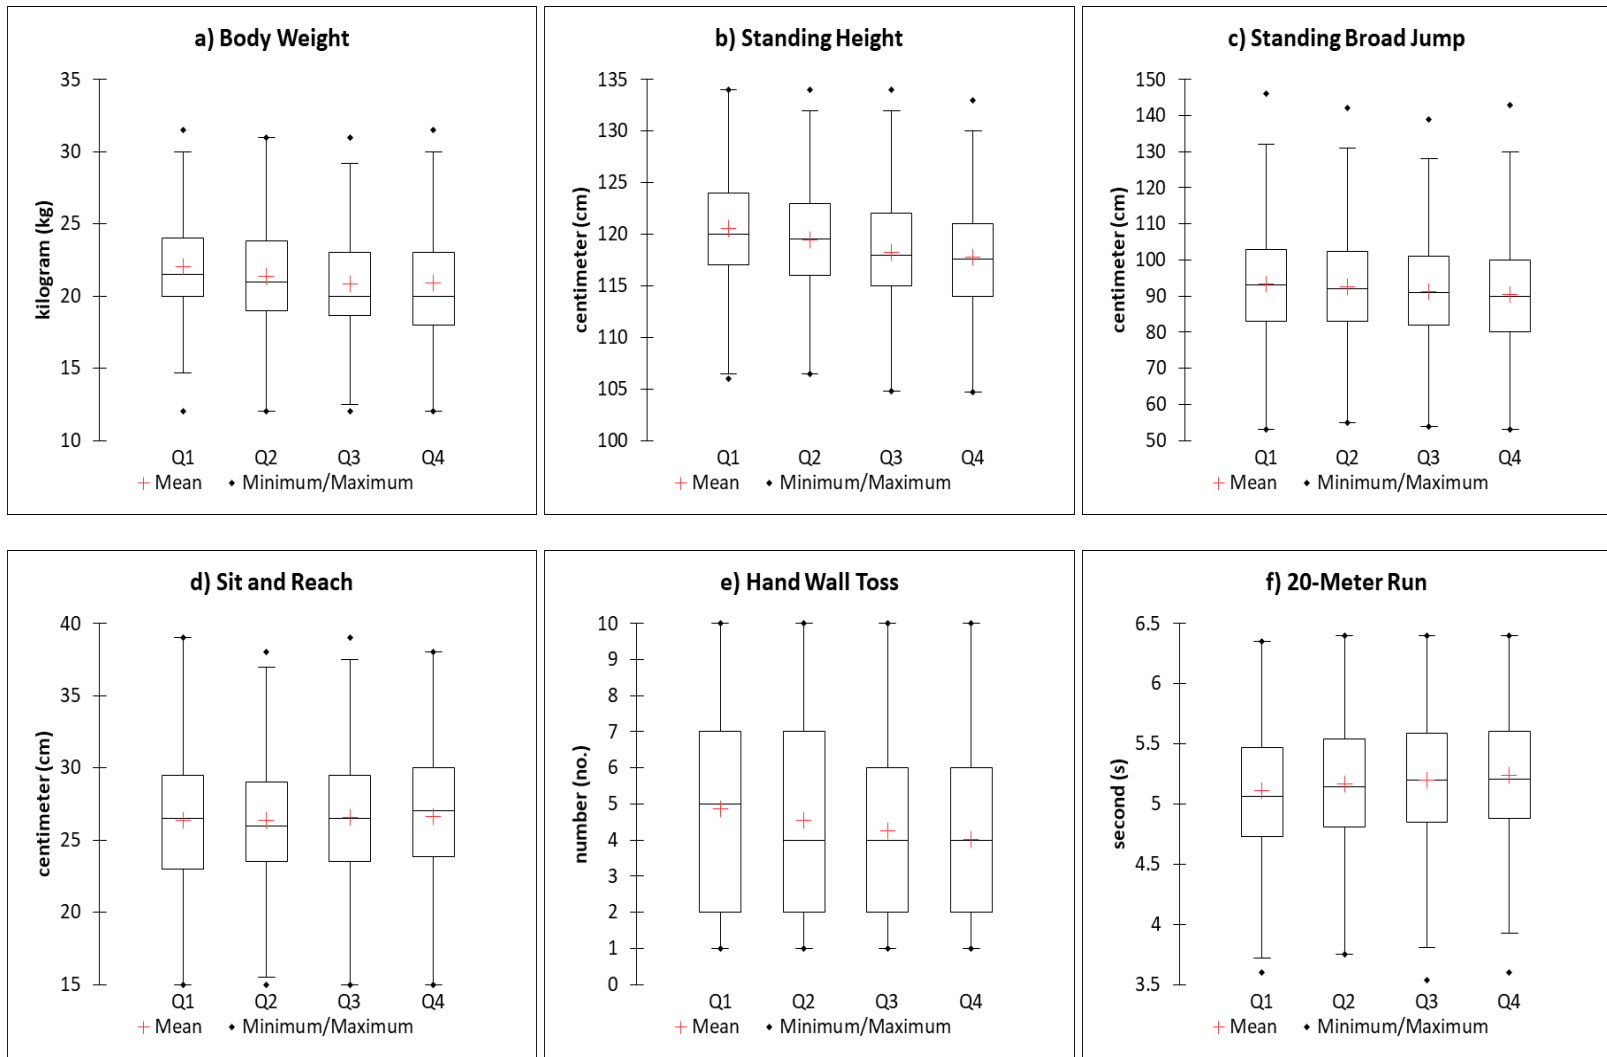 a) Body Weight
kilogram (kg)
35
30
25
20
15
10
Q1 Q2 Q3 Q4
+ Mean ♦ Minimum/Maximum
b) Standing Height
centimeter (cm)
135
130
125
120
115
110
105
100
Q1 Q2 Q3 Q4
+ Mean ♦ Minimum/Maximum
c) Standing Broad Jump
centimeter (cm)
150
140
130
120
110
100
90
80
70
60
50
Q1 Q2 Q3 Q4
+ Mean ♦ Minimum/Maximum
d) Sit and Reach
centimeter (cm)
40
35
30
25
20
15
Q1 Q2 Q3 Q4
+ Mean ♦ Minimum/Maximum
e) Hand Wall Toss
number (no.)
10
9
8
7
6
5
4
3
2
1
0
Q1 Q2 Q3 Q4
+ Mean ♦ Minimum/Maximum
f) 20-Meter Run
second (s)
6.5
6
5.5
5
4.5
4
3.5
Q1 Q2 Q3 Q4
+ Mean ♦ Minimum/Maximum